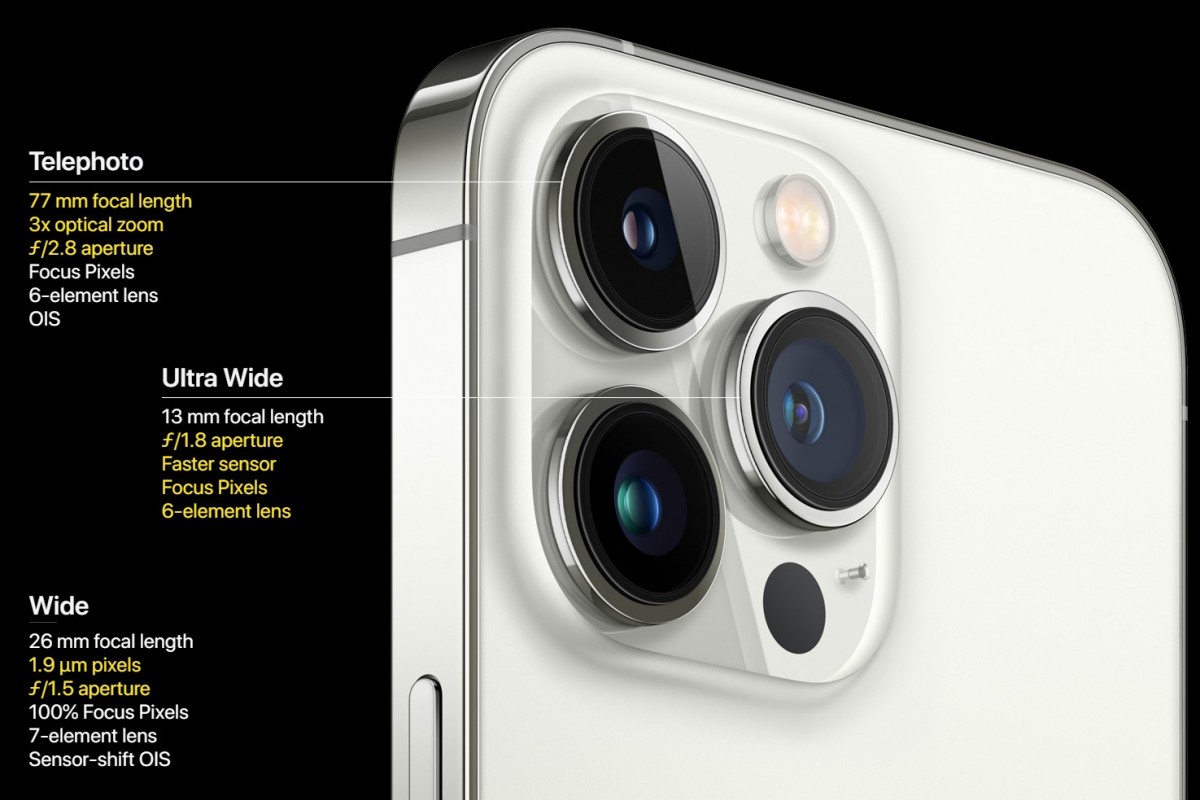 Telephoto
77 mm focal length
3x optical zoom
ƒ/2.8 aperture
Focus Pixels
6-element lens
OIS
Ultra Wide
13 mm focal length
ƒ/1.8 aperture
Faster sensor
Focus Pixels
6-element lens
Wide
26 mm focal length
1.9 µm pixels
ƒ/1.5 aperture
100% Focus Pixels
7-element lens
Sensor-shift OIS